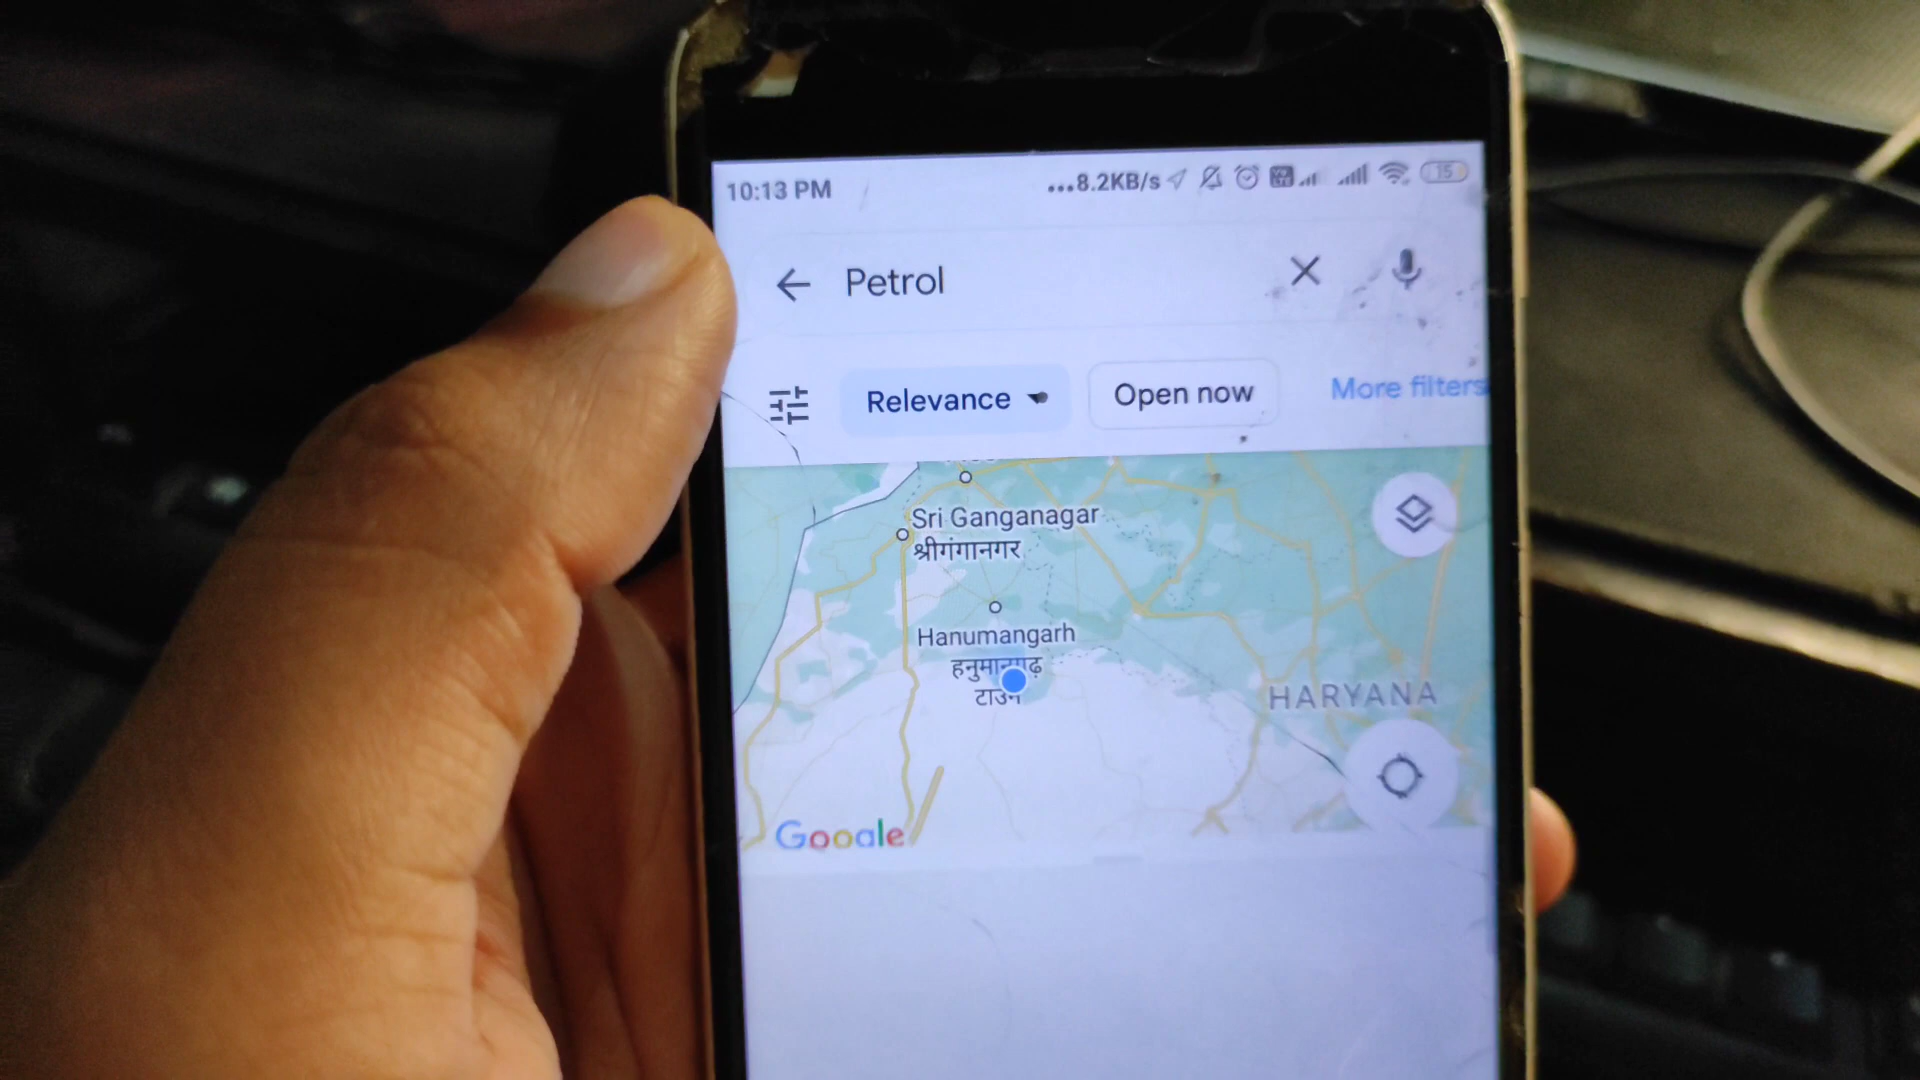 10:13 PM
...8.2KB/s
15
Petrol
Relevance
Open now
More filters
Sri Ganganagar
श्रीगंगानगर
Hanumangarh
हनुमानगढ़
टाउन
HARYANA
Google